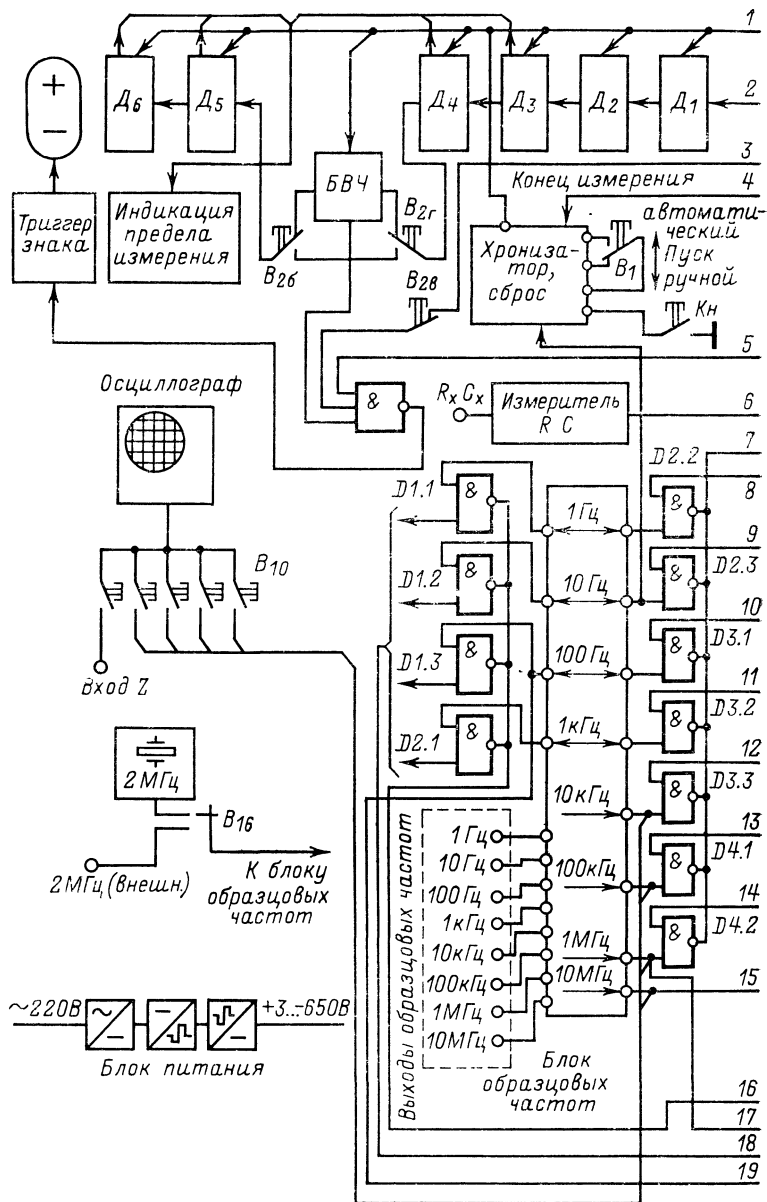 1
Д6
Д5
Д4
Д3
Д2
Д1
2
3
+
−
Триггер
знака
Индикация
предела
измерения
БВЧ
В2б
В2г
В2в
Конец измерения
4
Хрониза-
тор,
сброс
автомати-
ческий
Пуск
ручной
В1
Кн
5
&
Осциллограф
Rx Cx
Измеритель
R C
6
7
D1.1
&
1Гц
D2.2
&
8
9
D1.2
&
10Гц
&
D2.3
10
В10
D1.3
&
100Гц
&
D3.1
11
Вход Z
D2.1
&
1кГц
&
D3.2
12
2МГц
В16
2МГц (внешн.)
К блоку
образцовых
частот
10кГц
&
D3.3
13
100кГц
&
D4.1
14
1МГц
&
D4.2
10МГц
15
Выходы образцовых частот
1Гц
10Гц
100Гц
1кГц
10кГц
100кГц
1МГц
10МГц
~220В
+3...-650В
Блок питания
Блок
образцовых
частот
16
17
18
19